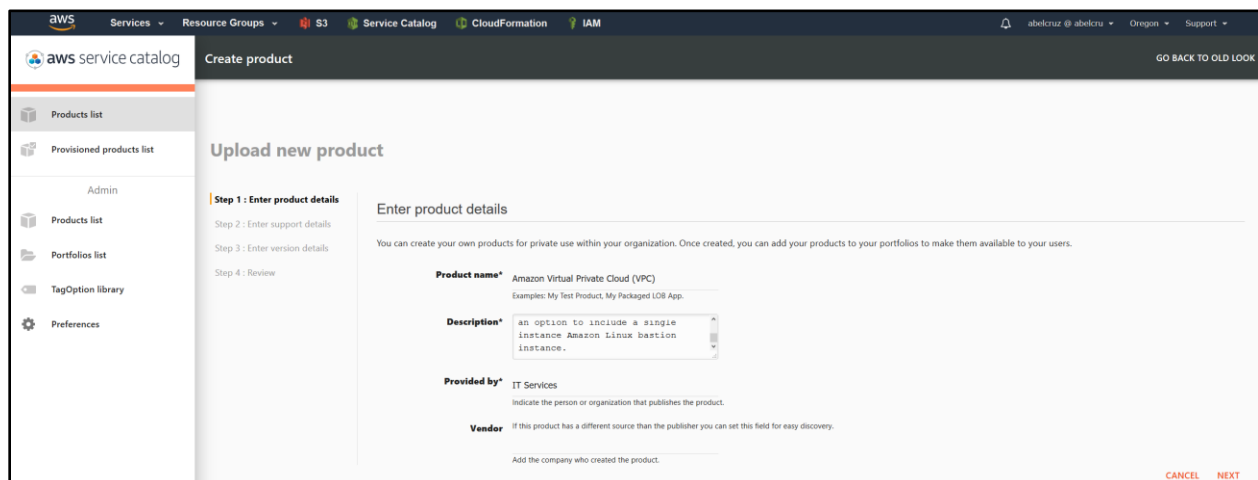 aws
Services Resource Groups S3 Service Catalog CloudFormation IAM abelcruz @ abelcru Oregon Support
aws service catalog
Create product
GO BACK TO OLD LOOK
Products list
Provisioned products list
Admin
Products list
Portfolios list
TagOption library
Preferences
Upload new product
Step 1 : Enter product details
Step 2 : Enter support details
Step 3 : Enter version details
Step 4 : Review
Enter product details
You can create your own products for private use within your organization. Once created, you can add your products to your portfolios to make them available to your users.
Product name* Amazon Virtual Private Cloud (VPC)
Examples: My Test Product, My Packaged LOB App.
Description* an option to include a single
instance Amazon Linux bastion
instance.
Provided by* IT Services
Indicate the person or organization that publishes the product.
Vendor If this product has a different source than the publisher you can set this field for easy discovery.
Add the company who created the product.
CANCEL NEXT